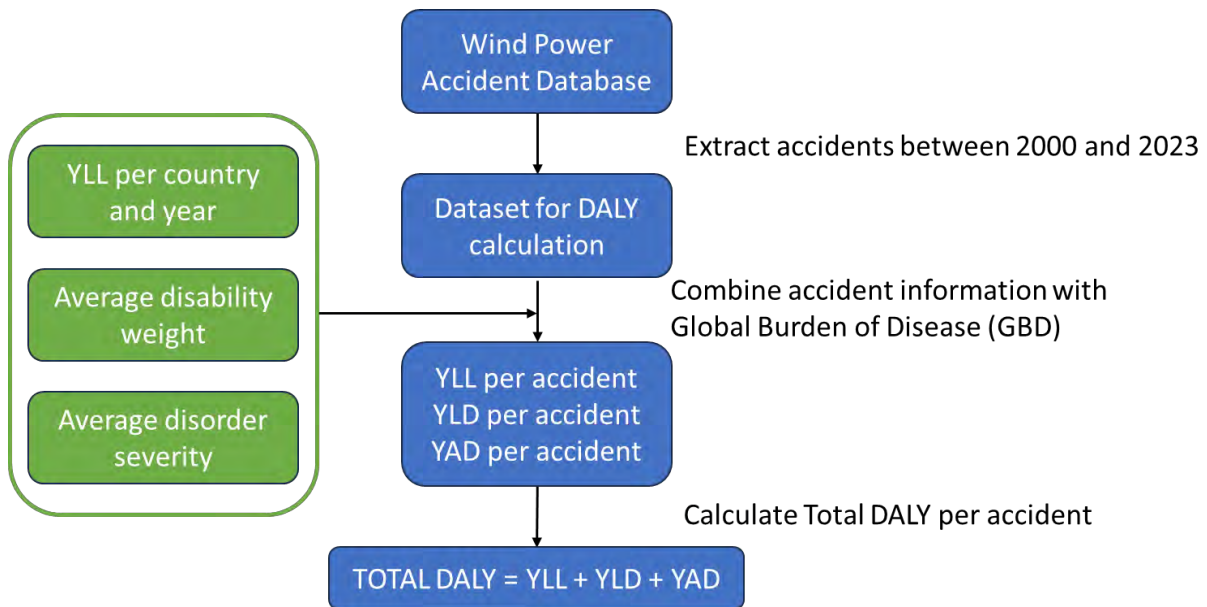 Wind Power
Accident Database
Extract accidents between 2000 and 2023
YLL per country
and year
Dataset for DALY
calculation
Average disability
weight
Combine accident information with
Global Burden of Disease (GBD)
YLL per accident
YLD per accident
YAD per accident
Average disorder
severity
Calculate Total DALY per accident
TOTAL DALY = YLL + YLD + YAD